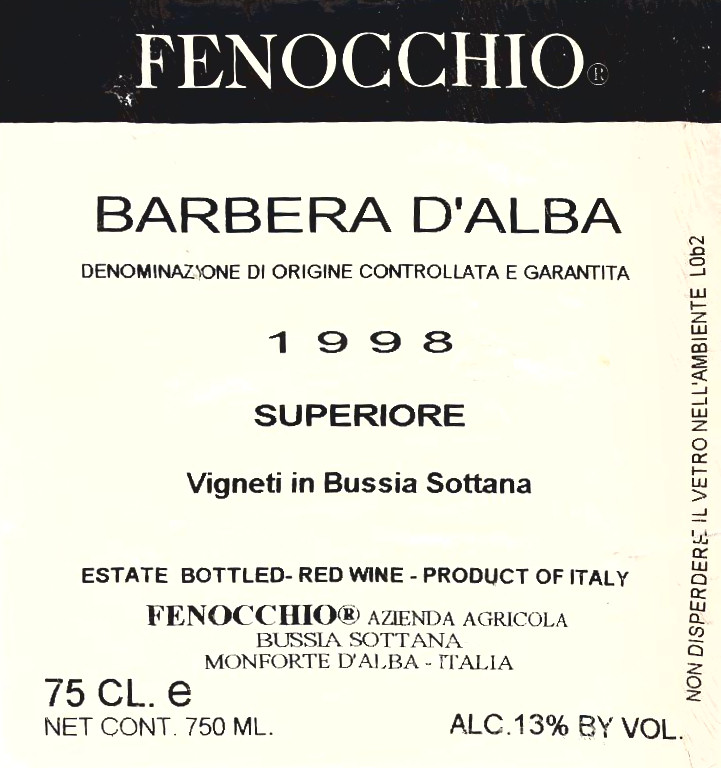 FENOCCHIO®
BARBERA D'ALBA
DENOMINAZIONE DI ORIGINE CONTROLLATA E GARANTITA
1998
SUPERIORE
Vigneti in Bussia Sottana
ESTATE BOTTLED- RED WINE - PRODUCT OF ITALY
FENOCCHIO® AZIENDA AGRICOLA
BUSSIA SOTTANA
MONFORTE D'ALBA - ITALIA
75 CL. e
NET CONT. 750 ML.
ALC.13% BY VOL.
NON DISPERDERE IL VETRO NELL'AMBIENTE L0b2